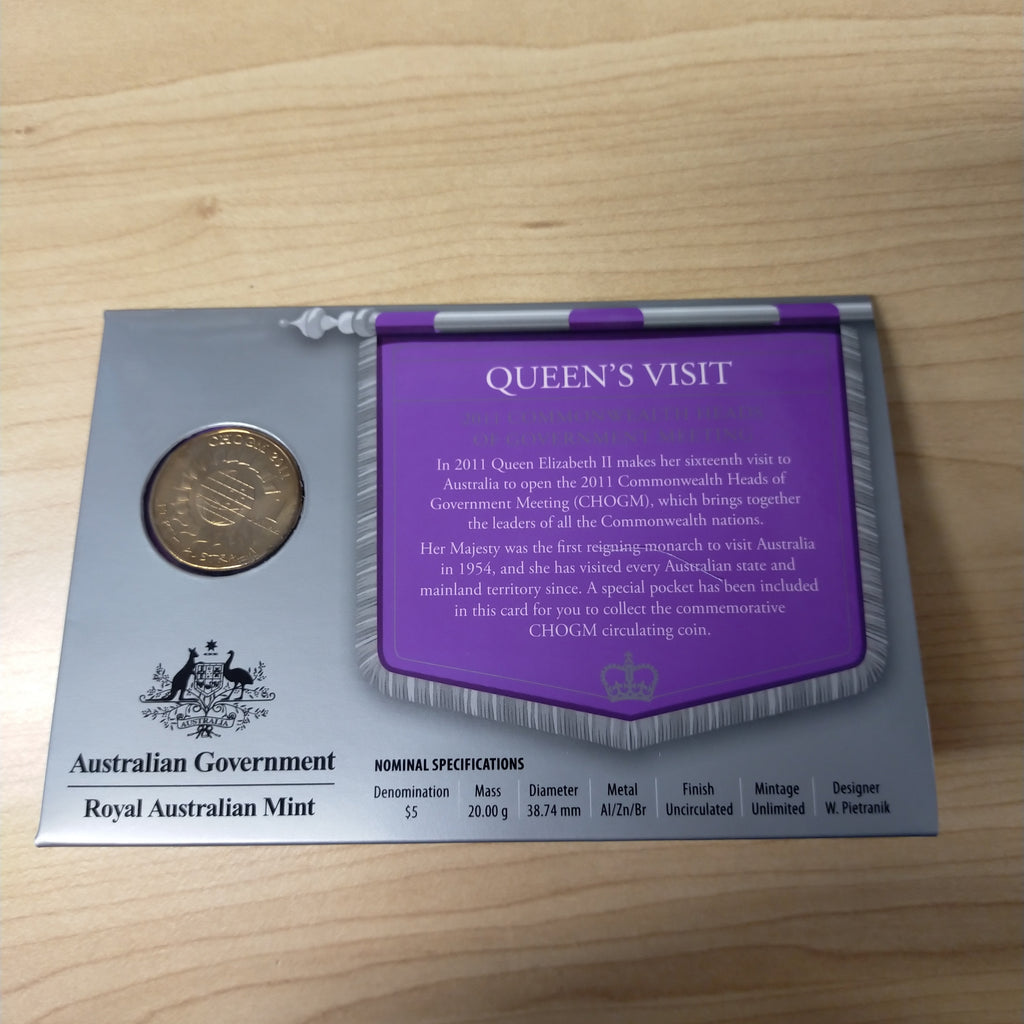 QUEEN'S VISIT
2011 COMMONWEALTH HEADS
OF GOVERNMENT MEETING
In 2011 Queen Elizabeth II makes her sixteenth visit to
Australia to open the 2011 Commonwealth Heads of
Government Meeting (CHOGM), which brings together
the leaders of all the Commonwealth nations.
Her Majesty was the first reigning monarch to visit Australia
in 1954, and she has visited every Australian state and
mainland territory since. A special pocket has been included
in this card for you to collect the commemorative
CHOGM circulating coin.
CHOGM 2011
AUSTRALIA
Australian Government
Royal Australian Mint
NOMINAL SPECIFICATIONS
Denomination Mass Diameter Metal Finish Mintage Designer
$5 20.00 g 38.74 mm Al/Zn/Br Uncirculated Unlimited W. Pietranik